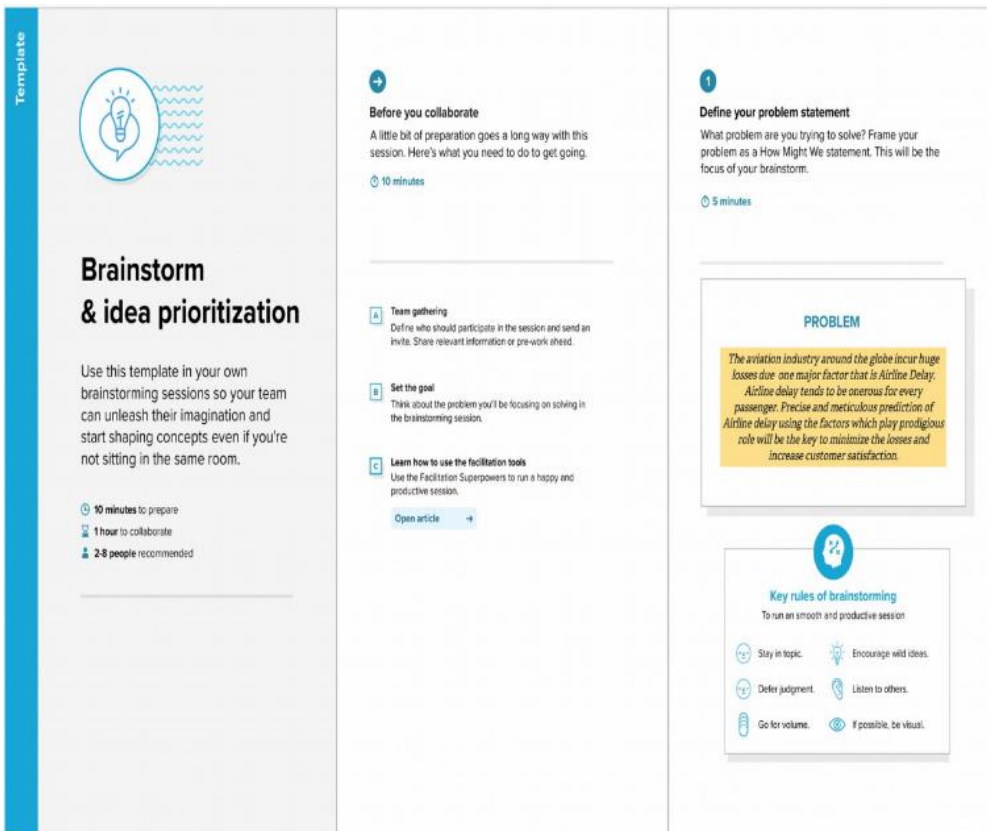 Template
Brainstorm
& idea prioritization
Use this template in your own
brainstorming sessions so your team
can unleash their imagination and
start shaping concepts even if you're
not sitting in the same room.
10 minutes to prepare
1 hour to collaborate
2-8 people recommended
Before you collaborate
A little bit of preparation goes a long way with this
session. Here's what you need to do to get going.
10 minutes
A
Team gathering
Define who should participate in the session and send an
invite. Share relevant information or pre-work ahead.
B
Set the goal
Think about the problem you'll be focusing on solving in
the brainstorming session.
C
Learn how to use the facilitation tools
Use the Facilitation Superpowers to run a happy and
productive session.
Open article
1
Define your problem statement
What problem are you trying to solve? Frame your
problem as a How Might We statement. This will be the
focus of your brainstorm.
5 minutes
PROBLEM
The aviation industry around the globe incur huge
losses due one major factor that is Airline Delay.
Airline delay tends to be onerous for every
passenger. Precise and meticulous prediction of
Airline delay using the factors which play prodigious
role will be the key to minimize the losses and
increase customer satisfaction.
Key rules of brainstorming
To run an smooth and productive session
Stay in topic.
Encourage wild ideas.
Defer judgment.
Listen to others.
Go for volume.
If possible, be visual.